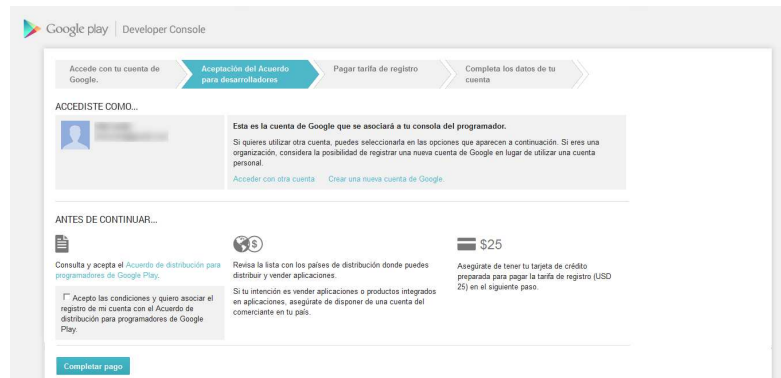 Google play | Developer Console
Accede con tu cuenta de
Google.
Aceptación del Acuerdo
para desarrolladores
Pagar tarifa de registro
Completa los datos de tu
cuenta
ACCEDISTE COMO...
Esta es la cuenta de Google que se asociará a tu consola del programador.
Si quieres utilizar otra cuenta, puedes seleccionarla en las opciones que aparecen a continuación. Si eres una
organización, considera la posibilidad de registrar una nueva cuenta de Google en lugar de utilizar una cuenta
personal.
Acceder con otra cuenta Crear una nueva cuenta de Google.
ANTES DE CONTINUAR...
Consulta y acepta el Acuerdo de distribución para
programadores de Google Play.
Acepto las condiciones y quiero asociar el
registro de mi cuenta con el Acuerdo de
distribución para programadores de Google
Play.
$
Revisa la lista con los países de distribución donde puedes
distribuir y vender aplicaciones.
Si tu intención es vender aplicaciones o productos integrados
en aplicaciones, asegúrate de disponer de una cuenta del
comerciante en tu país.
$25
Asegúrate de tener tu tarjeta de crédito
preparada para pagar la tarifa de registro (USD
25) en el siguiente paso.
Completar pago